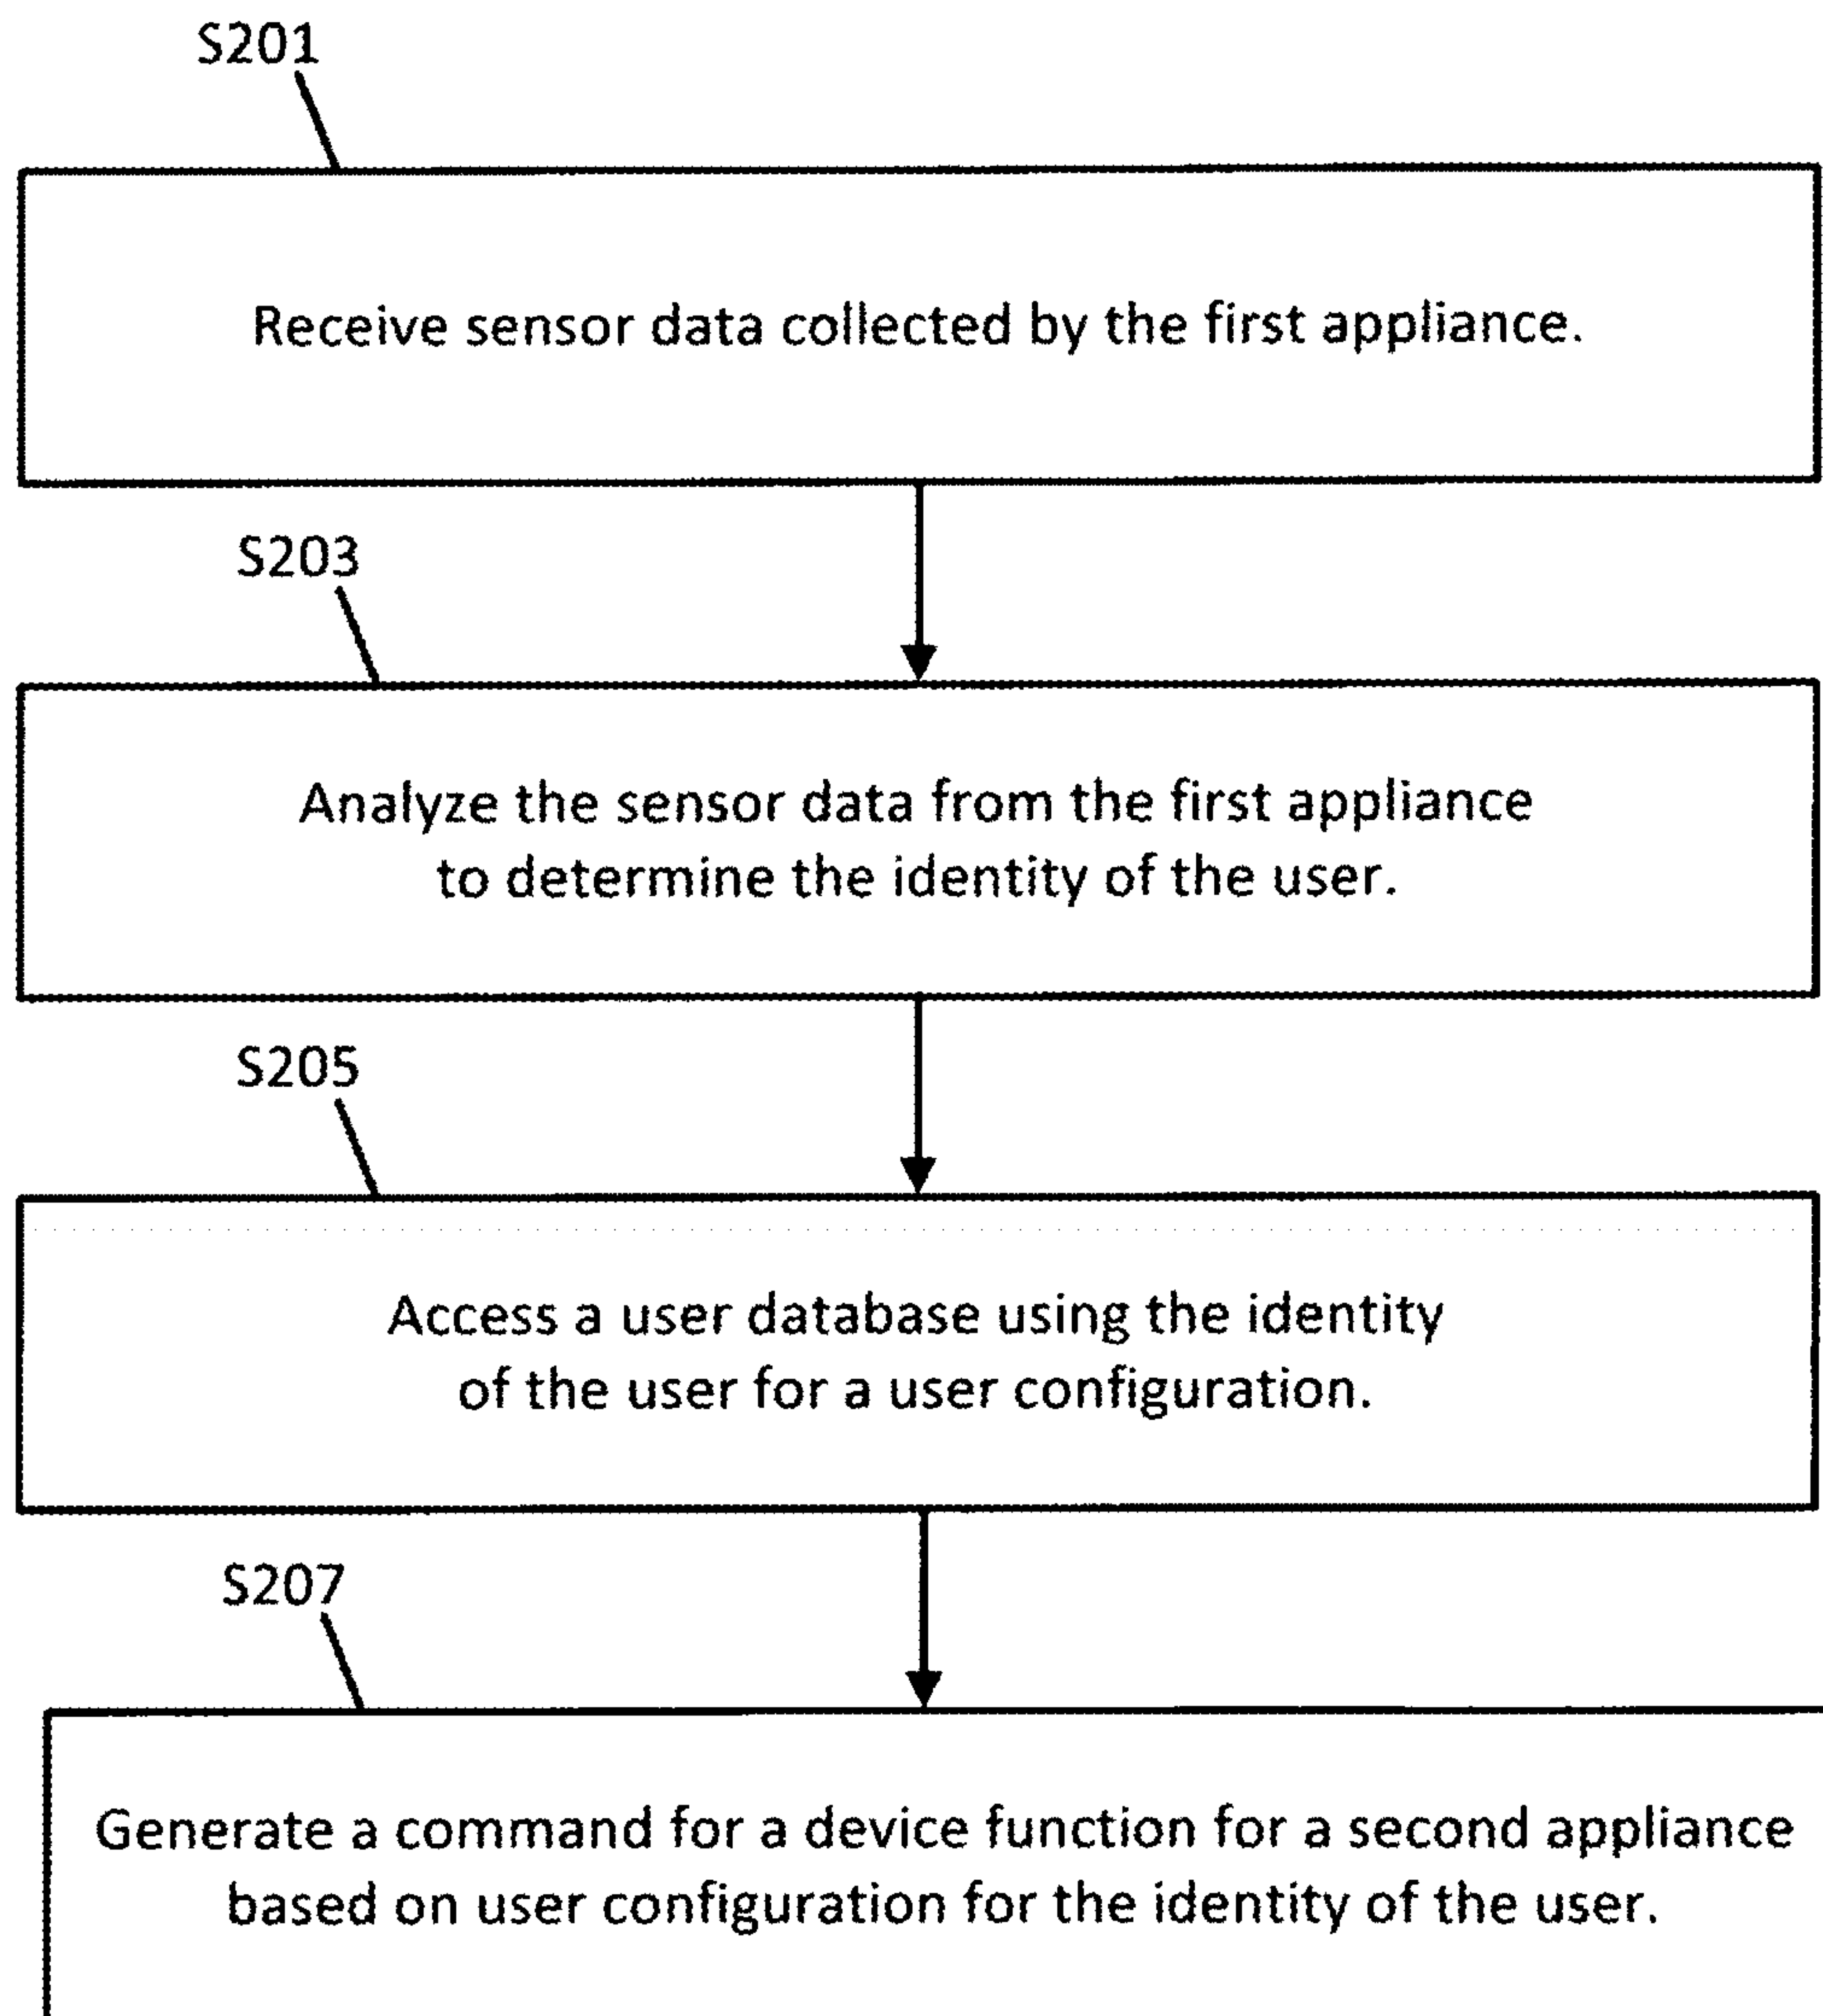 S201
Receive sensor data collected by the first appliance.
S203
Analyze the sensor data from the first appliance
to determine the identity of the user.
S205
Access a user database using the identity
of the user for a user configuration.
S207
Generate a command for a device function for a second appliance
based on user configuration for the identity of the user.